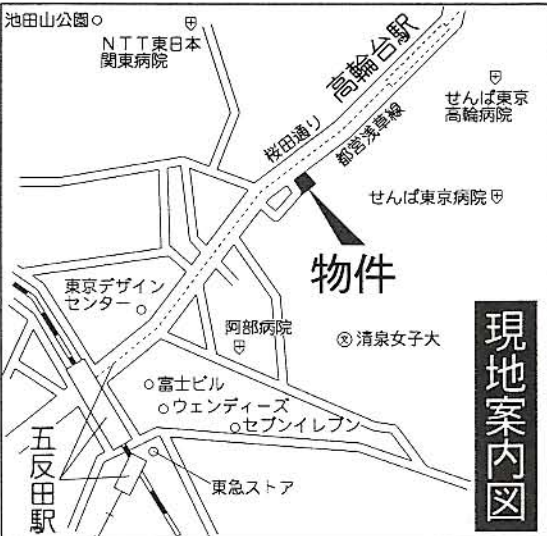 池田山公園
NTT東日本
関東病院
高輪台駅
せんぽ東京
高輪病院
桜田通り
都営浅草線
せんぽ東京病院
物件
東京デザイン
センター
阿部病院
文
清泉女子大
現地案内図
富士ビル
ウェンディーズ
セブンイレブン
五反田駅
東急ストア